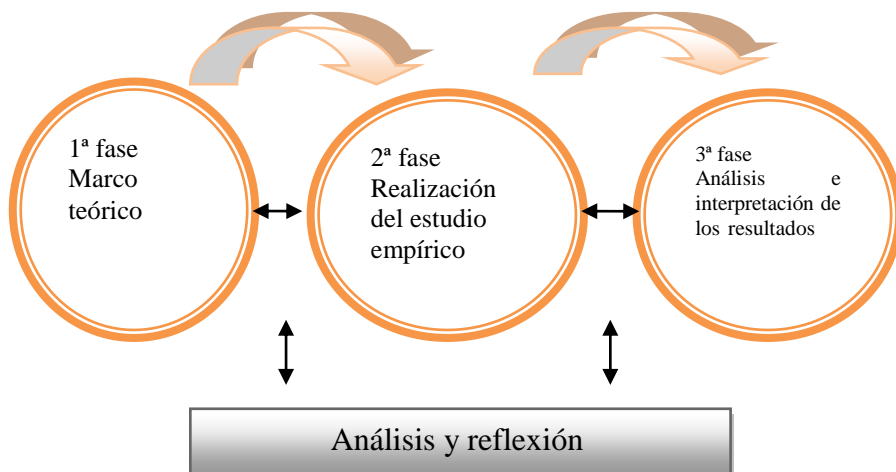 1ª fase
Marco
teórico
2ª fase
Realización
del estudio
empírico
3ª fase
Análisis e
interpretación de
los resultados
Análisis y reflexión